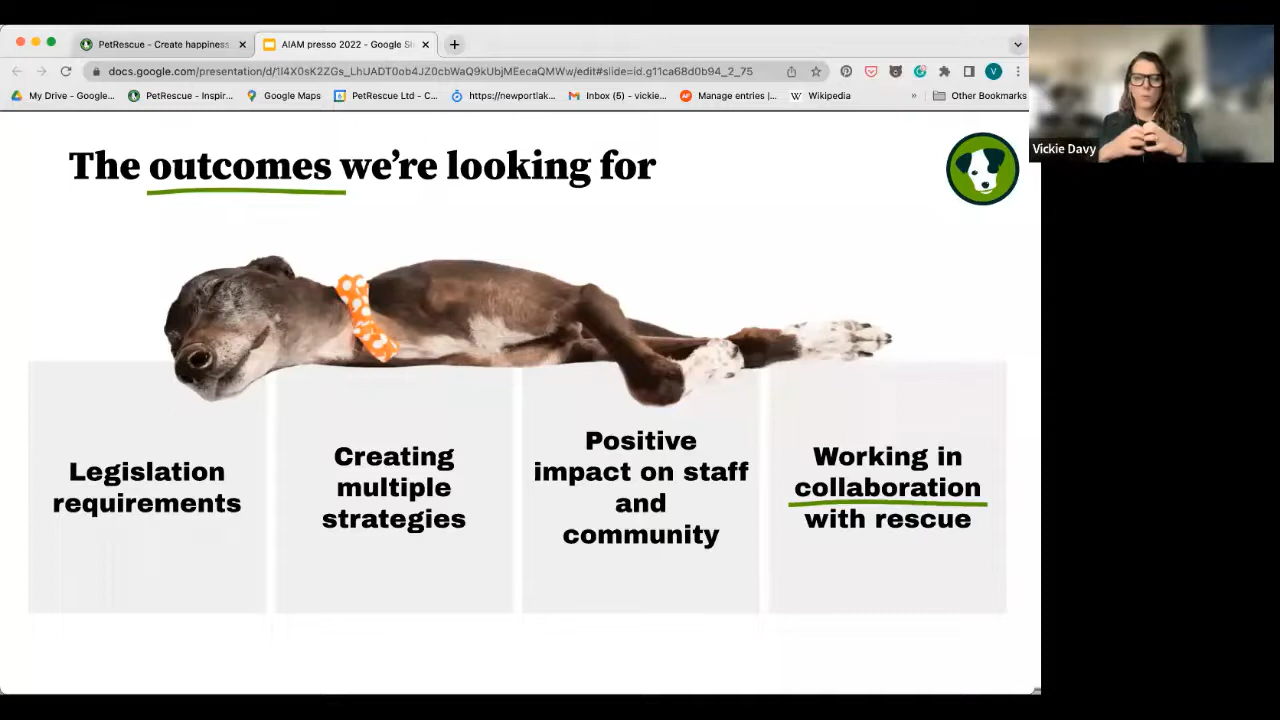 PetRescue - Create happiness
AIAM presso 2022 - Google Sl
docs.google.com/presentation/d/1I4X0sI2ZGs_LhUADT0ob4JZ0cbWaQ9kUbjMEecaQMWw/edit#slide=id.g11ca68d0b94_2_75
V
My Drive - Google...
PetRescue - Inspir...
Google Maps
PetRescue Ltd - C...
https://newportlak...
Inbox (5) - vickie...
Manage entries |...
W Wikipedia
»
Other Bookmarks
Vickie Davy
The outcomes we're looking for
Legislation
requirements
Creating
multiple
strategies
Positive
impact on staff
and
community
Working in
collaboration
with rescue